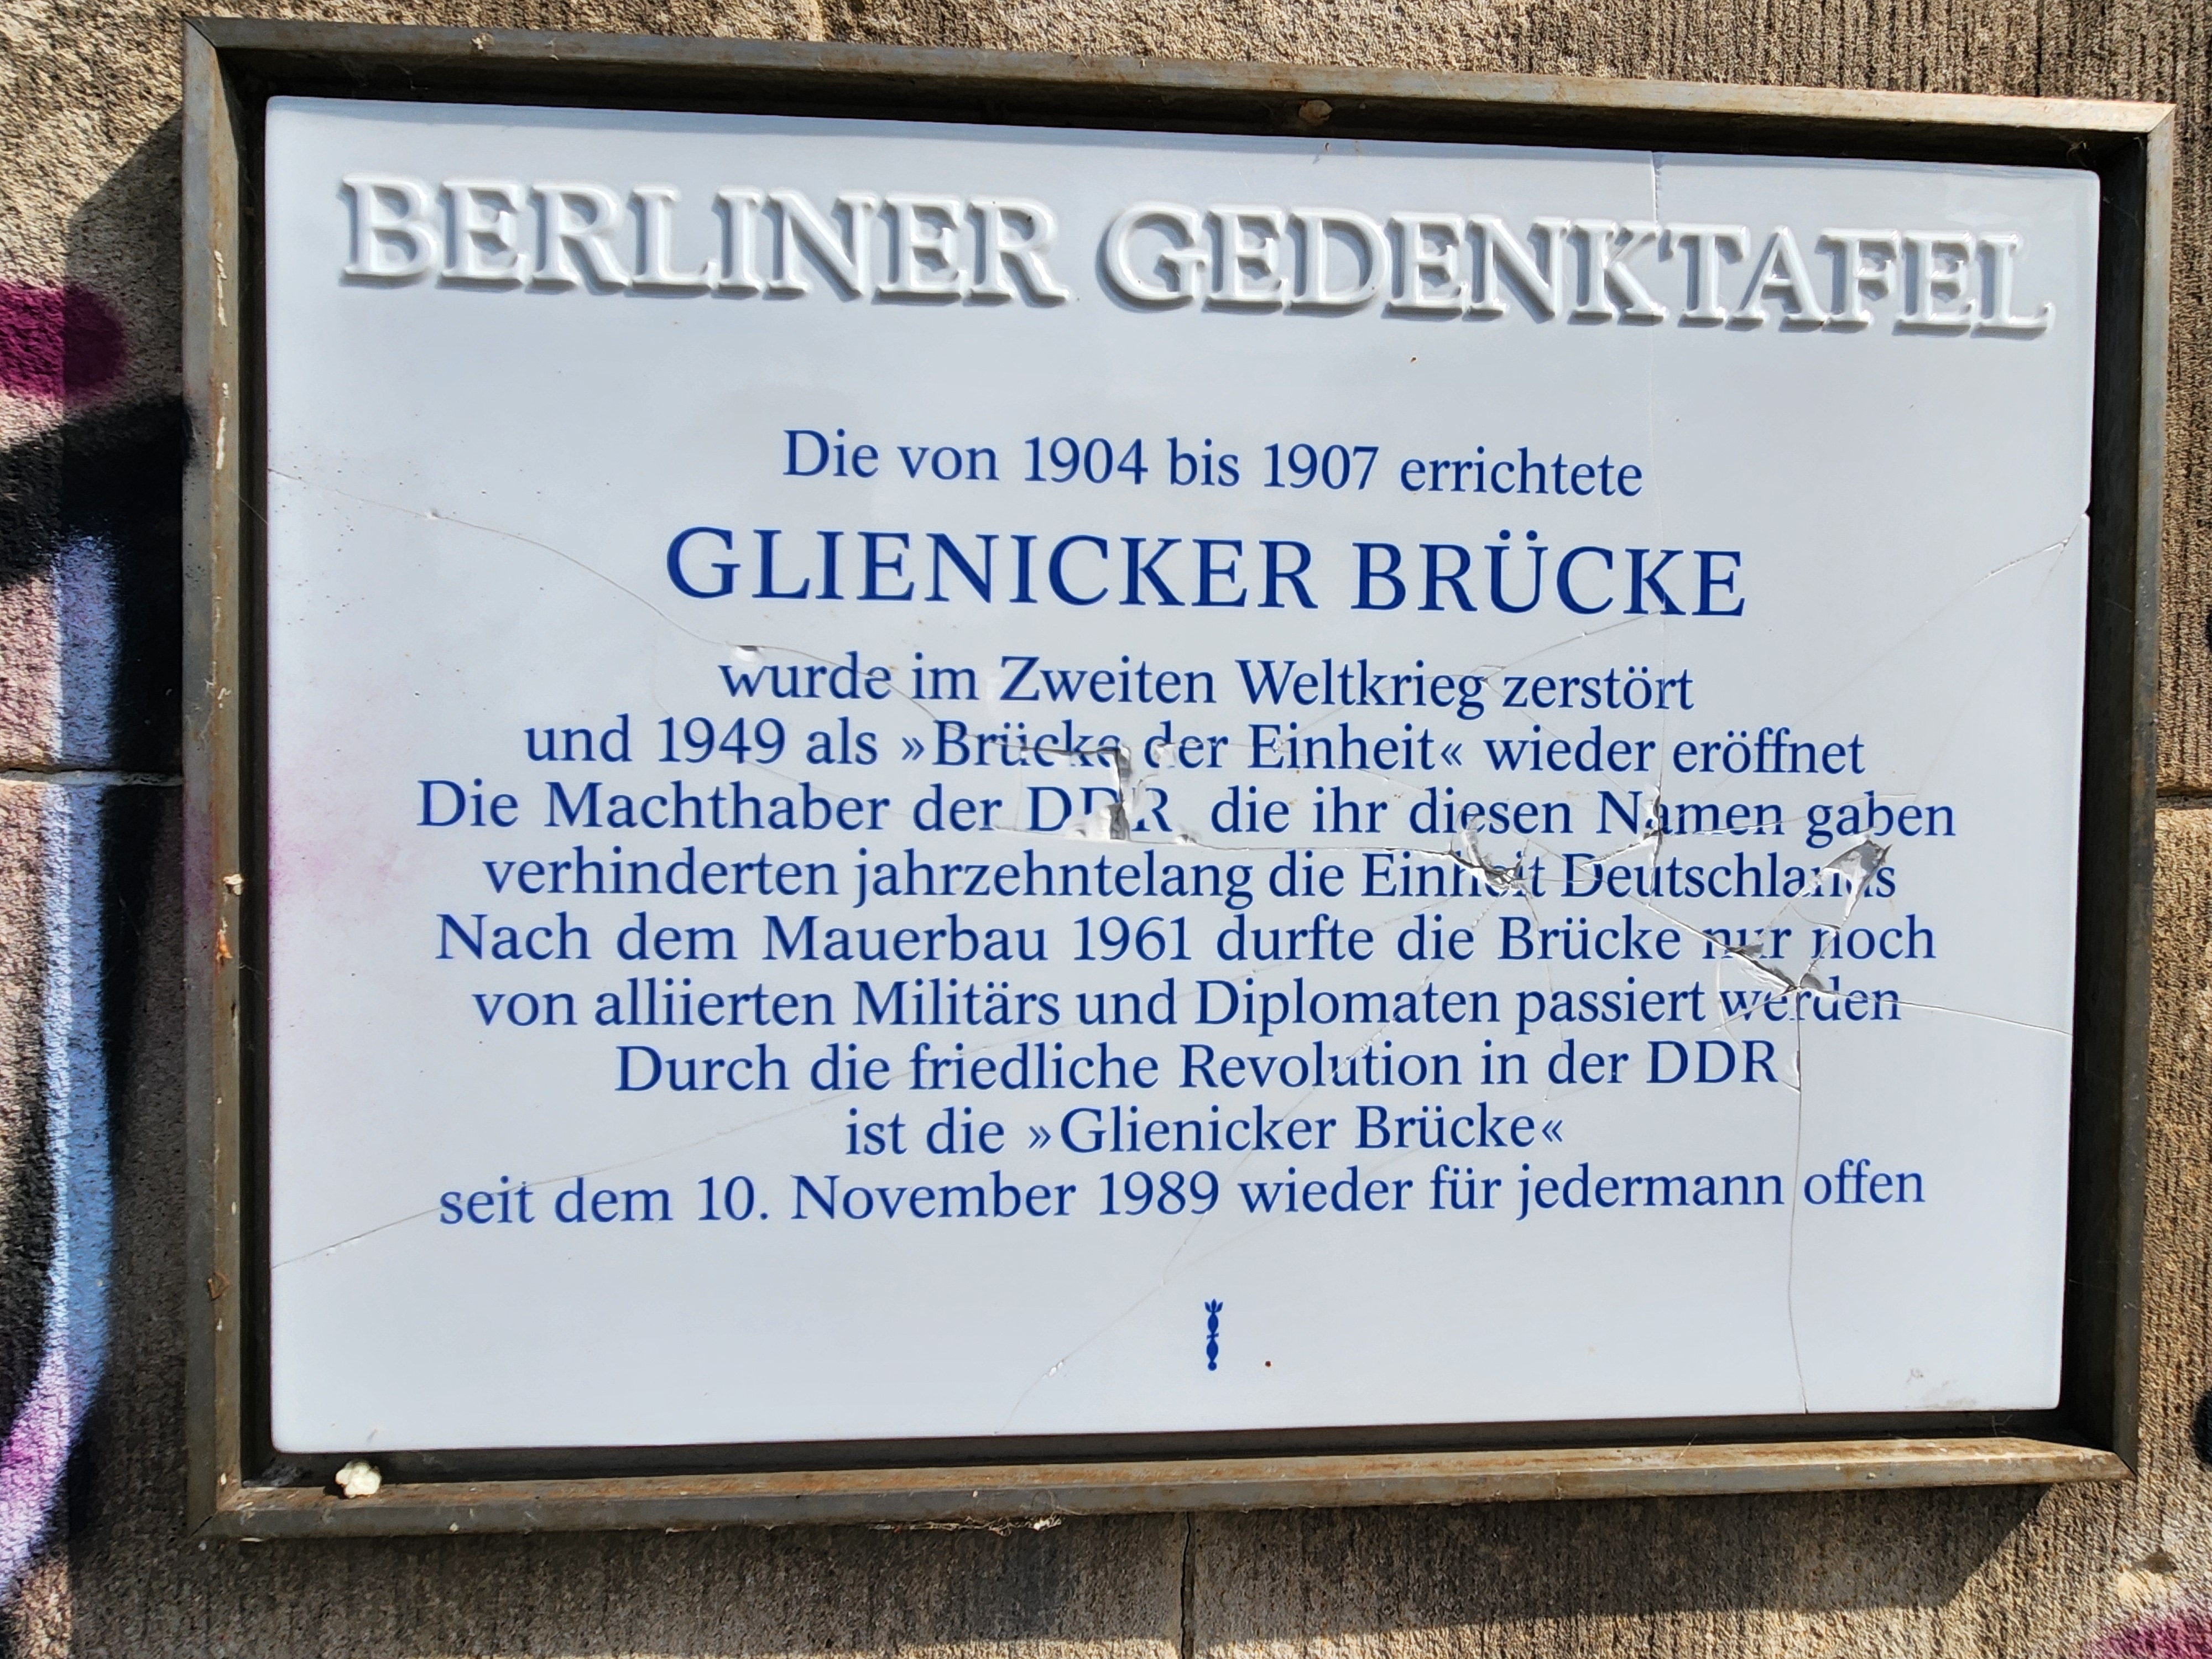 BERLINER GEDENKTAFEL
Die von 1904 bis 1907 errichtete
GLIENICKER BRÜCKE
wurde im Zweiten Weltkrieg zerstört
und 1949 als »Brücke der Einheit« wieder eröffnet
Die Machthaber der DDR die ihr diesen Namen gaben
verhinderten jahrzehntelang die Einheit Deutschlands
Nach dem Mauerbau 1961 durfte die Brücke nur noch
von alliierten Militärs und Diplomaten passiert werden
Durch die friedliche Revolution in der DDR
ist die »Glienicker Brücke«
seit dem 10. November 1989 wieder für jedermann offen